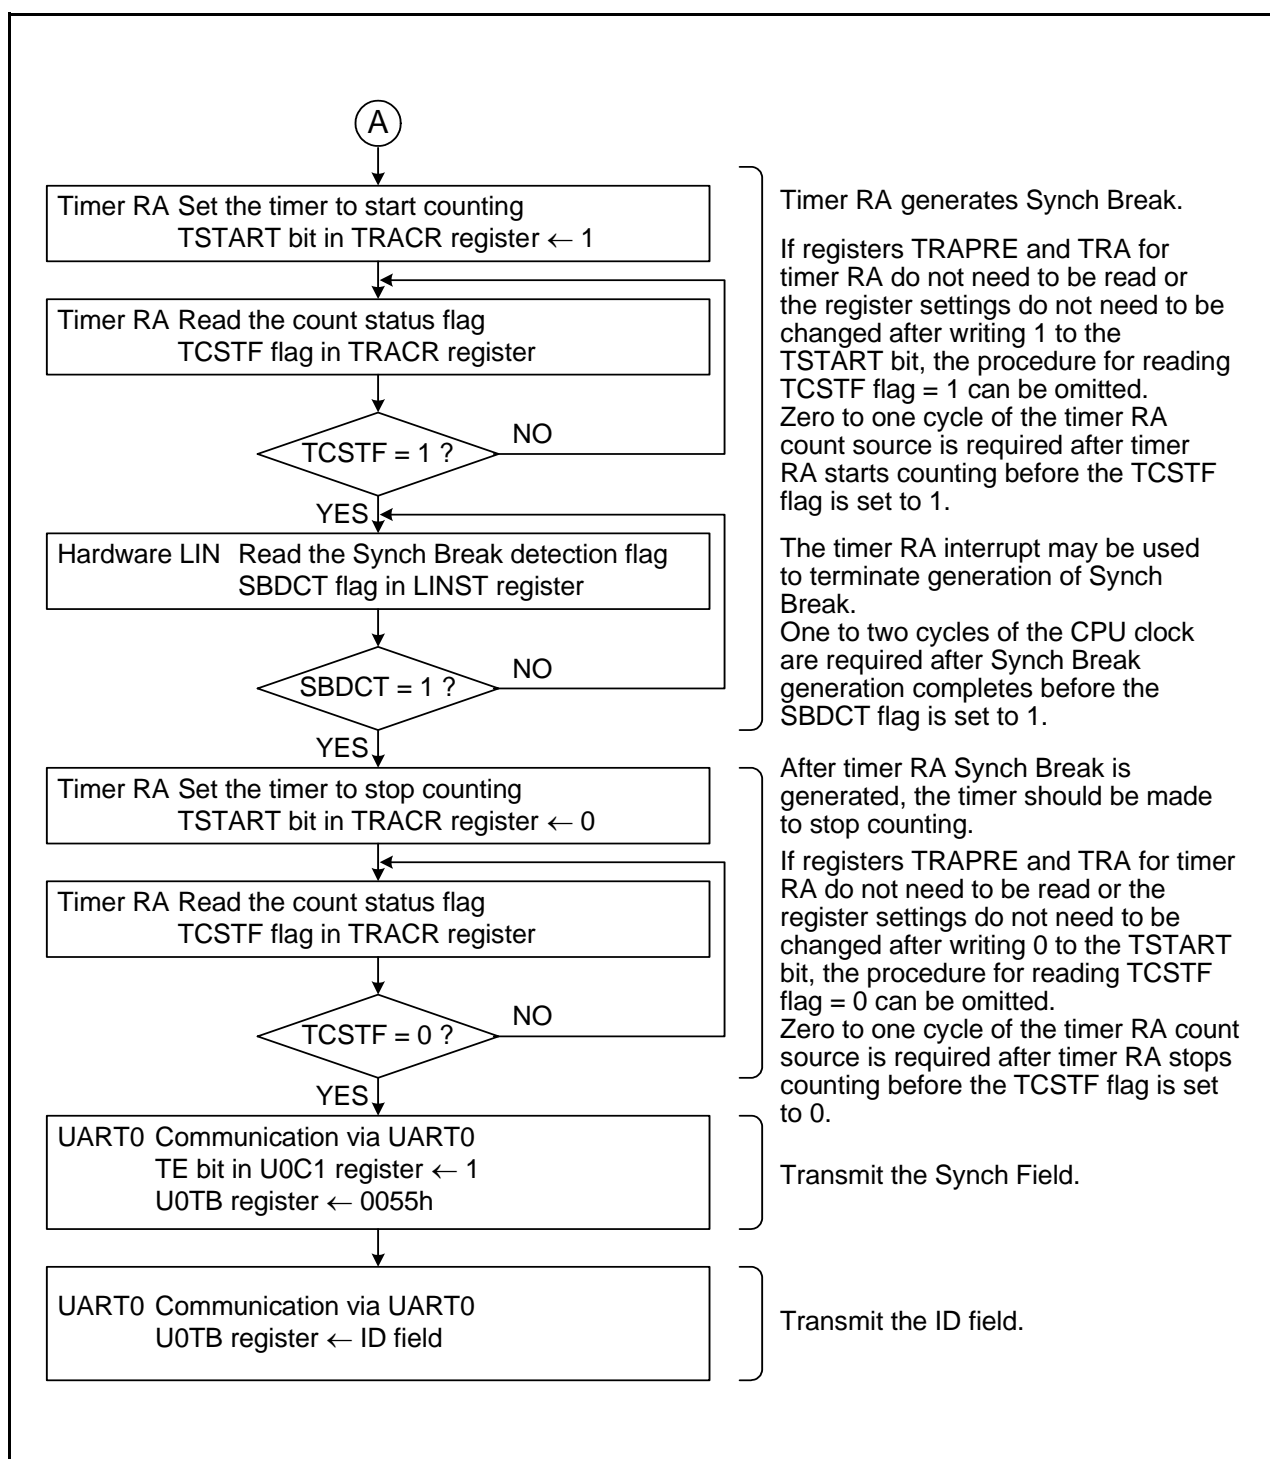 A
Timer RA Set the timer to start counting
TSTART bit in TRACR register ← 1
Timer RA Read the count status flag
TCSTF flag in TRACR register
TCSTF = 1 ?
NO
YES
Hardware LIN Read the Synch Break detection flag
SBDCT flag in LINST register
SBDCT = 1 ?
NO
YES
Timer RA generates Synch Break.
If registers TRAPRE and TRA for
timer RA do not need to be read or
the register settings do not need to be
changed after writing 1 to the
TSTART bit, the procedure for reading
TCSTF flag = 1 can be omitted.
Zero to one cycle of the timer RA
count source is required after timer
RA starts counting before the TCSTF
flag is set to 1.
The timer RA interrupt may be used
to terminate generation of Synch
Break.
One to two cycles of the CPU clock
are required after Synch Break
generation completes before the
SBDCT flag is set to 1.
Timer RA Set the timer to stop counting
TSTART bit in TRACR register ← 0
Timer RA Read the count status flag
TCSTF flag in TRACR register
TCSTF = 0 ?
NO
YES
After timer RA Synch Break is
generated, the timer should be made
to stop counting.
If registers TRAPRE and TRA for timer
RA do not need to be read or the
register settings do not need to be
changed after writing 0 to the TSTART
bit, the procedure for reading TCSTF
flag = 0 can be omitted.
Zero to one cycle of the timer RA count
source is required after timer RA stops
counting before the TCSTF flag is set
to 0.
UART0 Communication via UART0
TE bit in U0C1 register ← 1
U0TB register ← 0055h
Transmit the Synch Field.
UART0 Communication via UART0
U0TB register ← ID field
Transmit the ID field.